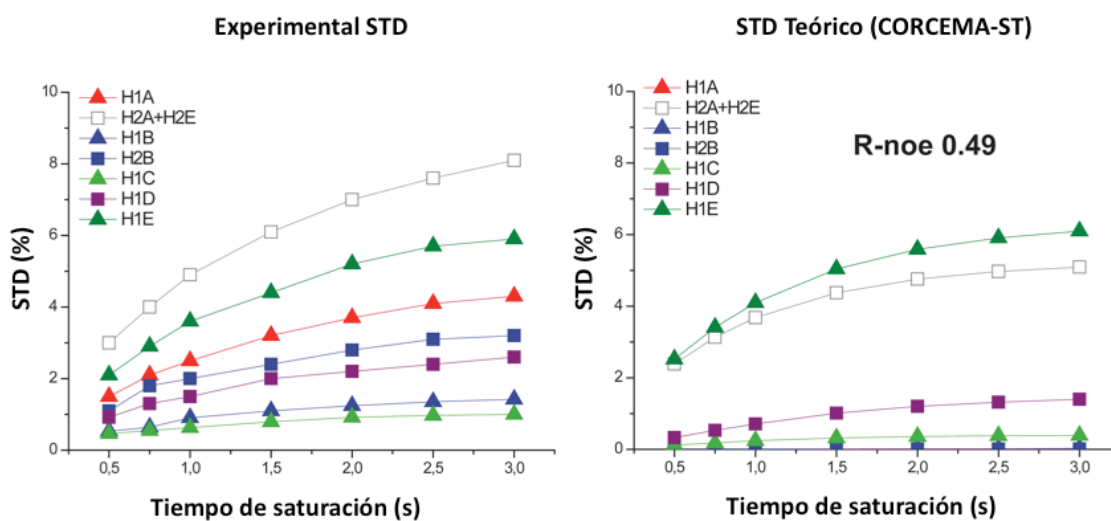 Experimental STD
10
8
6
4
2
0
STD (%)
H1A
H2A+H2E
H1B
H2B
H1C
H1D
H1E
0,5
1,0
1,5
2,0
2,5
3,0
Tiempo de saturación (s)
STD Teórico (CORCEMA-ST)
10
8
6
4
2
0
STD (%)
H1A
H2A+H2E
H1B
H2B
H1C
H1D
H1E
R-noe 0.49
0,5
1,0
1,5
2,0
2,5
3,0
Tiempo de saturación (s)